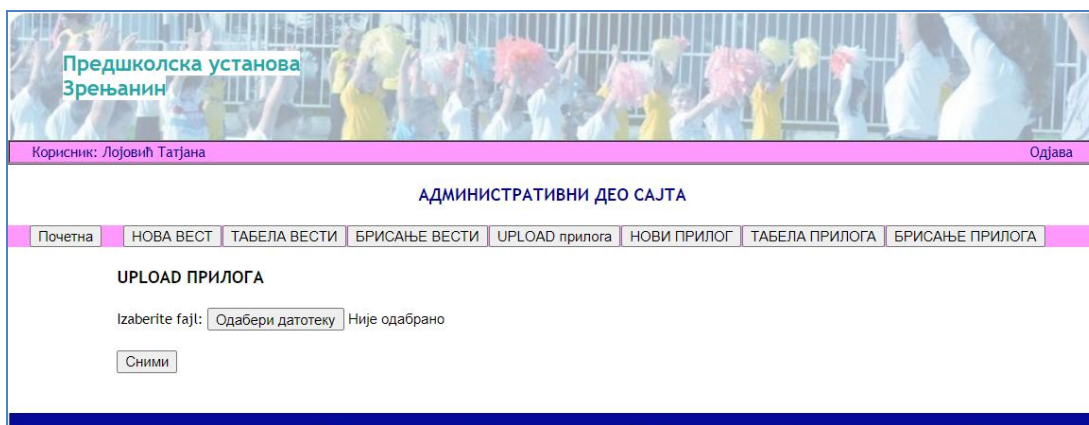 Предшколска установа
Зрењанин
Корисник: Лојовић Татјана Одјава
АДМИНИСТРАТИВНИ ДЕО САЈТА
Почетна НОВА ВЕСТ ТАБЕЛА ВЕСТИ БРИСАЊЕ ВЕСТИ UPLOAD прилога НОВИ ПРИЛОГ ТАБЕЛА ПРИЛОГА БРИСАЊЕ ПРИЛОГА
UPLOAD ПРИЛОГА
Izaberite fajl: Одабери датотеку Није одабрано
Сними